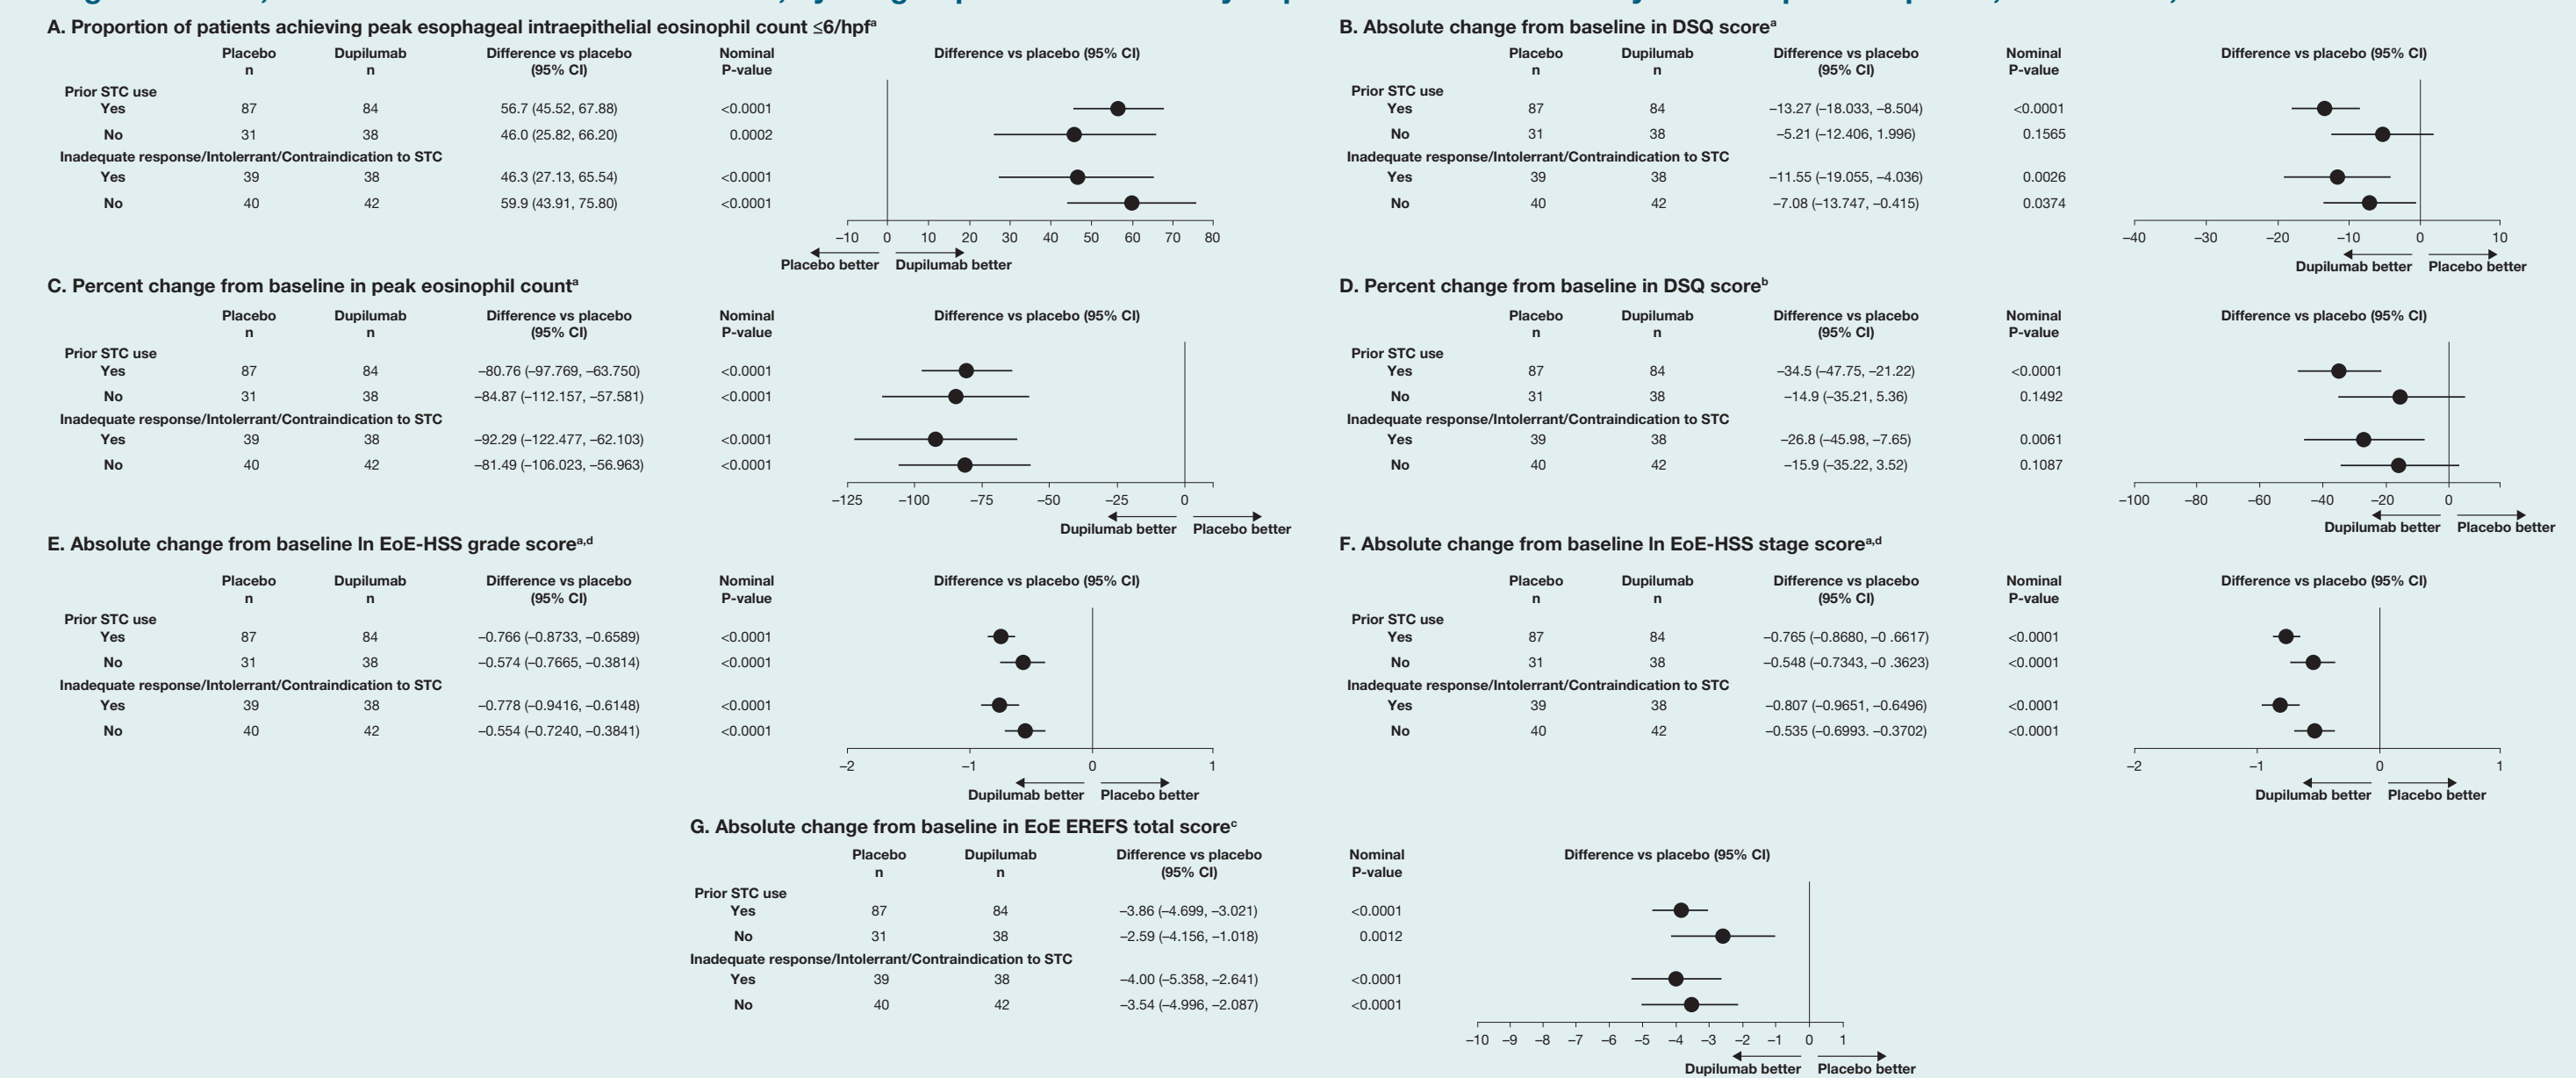 A. Proportion of patients achieving peak esophageal intraepithelial eosinophil count ≤6/hpfa
Placebo Dupilumab Difference vs placebo Nominal Difference vs placebo (95% CI)
n n (95% CI) P-value
Prior STC use
Yes 87 84 56.7 (45.52, 67.88) <0.0001
No 31 38 46.0 (25.82, 66.20) 0.0002
Inadequate response/Intolerrant/Contraindication to STC
Yes 39 38 46.3 (27.13, 65.54) <0.0001
No 40 42 59.9 (43.91, 75.80) <0.0001
–10 0 10 20 30 40 50 60 70 80
Placebo better Dupilumab better
B. Absolute change from baseline in DSQ scorea
Placebo Dupilumab Difference vs placebo Nominal Difference vs placebo (95% CI)
n n (95% CI) P-value
Prior STC use
Yes 87 84 –13.27 (–18.033, –8.504) <0.0001
No 31 38 –5.21 (–12.406, 1.996) 0.1565
Inadequate response/Intolerrant/Contraindication to STC
Yes 39 38 –11.55 (–19.055, –4.036) 0.0026
No 40 42 –7.08 (–13.747, –0.415) 0.0374
–40 –30 –20 –10 0 10
Dupilumab better Placebo better
C. Percent change from baseline in peak eosinophil counta
Placebo Dupilumab Difference vs placebo Nominal Difference vs placebo (95% CI)
n n (95% CI) P-value
Prior STC use
Yes 87 84 –80.76 (–97.769, –63.750) <0.0001
No 31 38 –84.87 (–112.157, –57.581) <0.0001
Inadequate response/Intolerrant/Contraindication to STC
Yes 39 38 –92.29 (–122.477, –62.103) <0.0001
No 40 42 –81.49 (–106.023, –56.963) <0.0001
–125 –100 –75 –50 –25 0
Dupilumab better Placebo better
D. Percent change from baseline in DSQ scoreb
Placebo Dupilumab Difference vs placebo Nominal Difference vs placebo (95% CI)
n n (95% CI) P-value
Prior STC use
Yes 87 84 –34.5 (–47.75, –21.22) <0.0001
No 31 38 –14.9 (–35.21, 5.36) 0.1492
Inadequate response/Intolerrant/Contraindication to STC
Yes 39 38 –26.8 (–45.98, –7.65) 0.0061
No 40 42 –15.9 (–35.22, 3.52) 0.1087
–100 –80 –60 –40 –20 0
Dupilumab better Placebo better
E. Absolute change from baseline In EoE-HSS grade scorea,d
Placebo Dupilumab Difference vs placebo Nominal Difference vs placebo (95% CI)
n n (95% CI) P-value
Prior STC use
Yes 87 84 –0.766 (–0.8733, –0.6589) <0.0001
No 31 38 –0.574 (–0.7665, –0.3814) <0.0001
Inadequate response/Intolerrant/Contraindication to STC
Yes 39 38 –0.778 (–0.9416, –0.6148) <0.0001
No 40 42 –0.554 (–0.7240, –0.3841) <0.0001
–2 –1 0 1
Dupilumab better Placebo better
F. Absolute change from baseline In EoE-HSS stage scorea,d
Placebo Dupilumab Difference vs placebo Nominal Difference vs placebo (95% CI)
n n (95% CI) P-value
Prior STC use
Yes 87 84 –0.765 (–0.8680, –0 .6617) <0.0001
No 31 38 –0.548 (–0.7343, –0 .3623) <0.0001
Inadequate response/Intolerrant/Contraindication to STC
Yes 39 38 –0.807 (–0.9651, –0.6496) <0.0001
No 40 42 –0.535 (–0.6993. –0.3702) <0.0001
–2 –1 0 1
Dupilumab better Placebo better
G. Absolute change from baseline in EoE EREFS total scorec
Placebo Dupilumab Difference vs placebo Nominal Difference vs placebo (95% CI)
n n (95% CI) P-value
Prior STC use
Yes 87 84 –3.86 (–4.699, –3.021) <0.0001
No 31 38 –2.59 (–4.156, –1.018) 0.0012
Inadequate response/Intolerrant/Contraindication to STC
Yes 39 38 –4.00 (–5.358, –2.641) <0.0001
No 40 42 –3.54 (–4.996, –2.087) <0.0001
–10 –9 –8 –7 –6 –5 –4 –3 –2 –1 0 1
Dupilumab better Placebo better